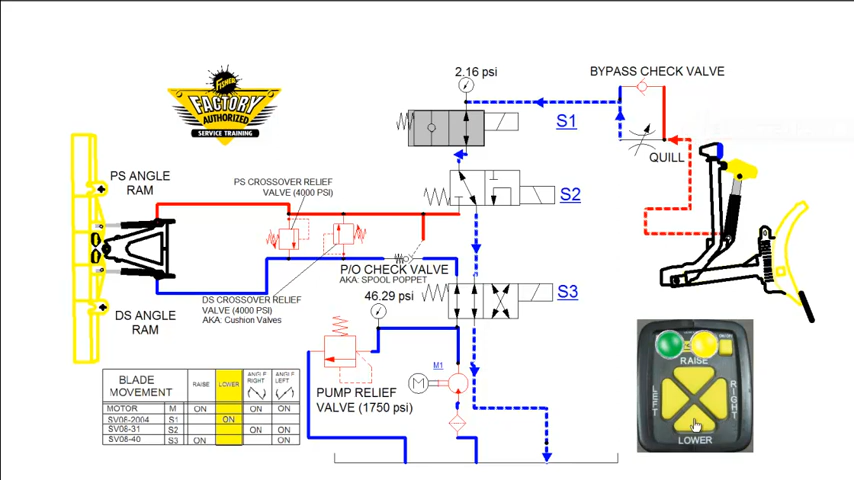 2.16 psi
BYPASS CHECK VALVE
FISHER
FACTORY
AUTHORIZED
SERVICE TRAINING
S1
QUILL
PS ANGLE
RAM
PS CROSSOVER RELIEF
VALVE (4000 PSI)
S2
P/O CHECK VALVE
AKA: SPOOL POPPET
46.29 psi
S3
DS CROSSOVER RELIEF
VALVE (4000 PSI)
AKA: Cushion Valves
DS ANGLE
RAM
M1
M
PUMP RELIEF
VALVE (1750 psi)
BLADE
MOVEMENT
RAISE
LOWER
ANGLE
RIGHT
ANGLE
LEFT
MOTOR M ON ON ON
SV08-2004 S1 ON
SV08-31 S2 ON ON
SV08-40 S3 ON ON
RAISE
LEFT
RIGHT
LOWER